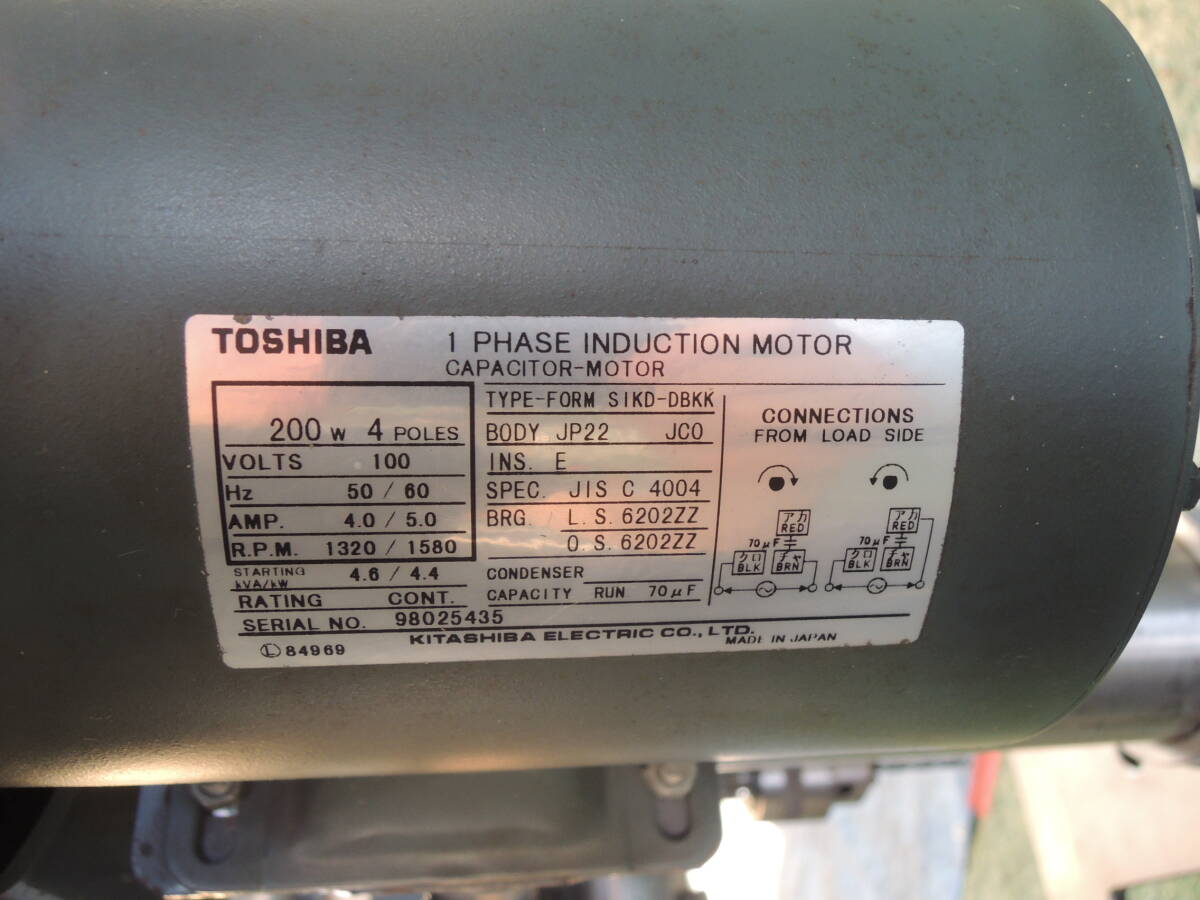 TOSHIBA 1 PHASE INDUCTION MOTOR
CAPACITOR-MOTOR
200 W 4 POLES
VOLTS 100
Hz 50 / 60
AMP. 4.0 / 5.0
R.P.M. 1320 / 1580
STARTING kVA/kW 4.6 / 4.4
RATING CONT.
SERIAL NO. 98025435
TYPE-FORM SIKD-DBKK
BODY JP22 JC0
INS. E
SPEC. JIS C 4004
BRG. L.S. 6202ZZ
O.S. 6202ZZ
CONDENSER
CAPACITY RUN 70μF
CONNECTIONS
FROM LOAD SIDE
アカ
RED
70μF
クロ
BLK
チャ
BRN
アカ
RED
70μF
クロ
BLK
チャ
BRN
KITASHIBA ELECTRIC CO., LTD.
MADE IN JAPAN
Ⓛ84969